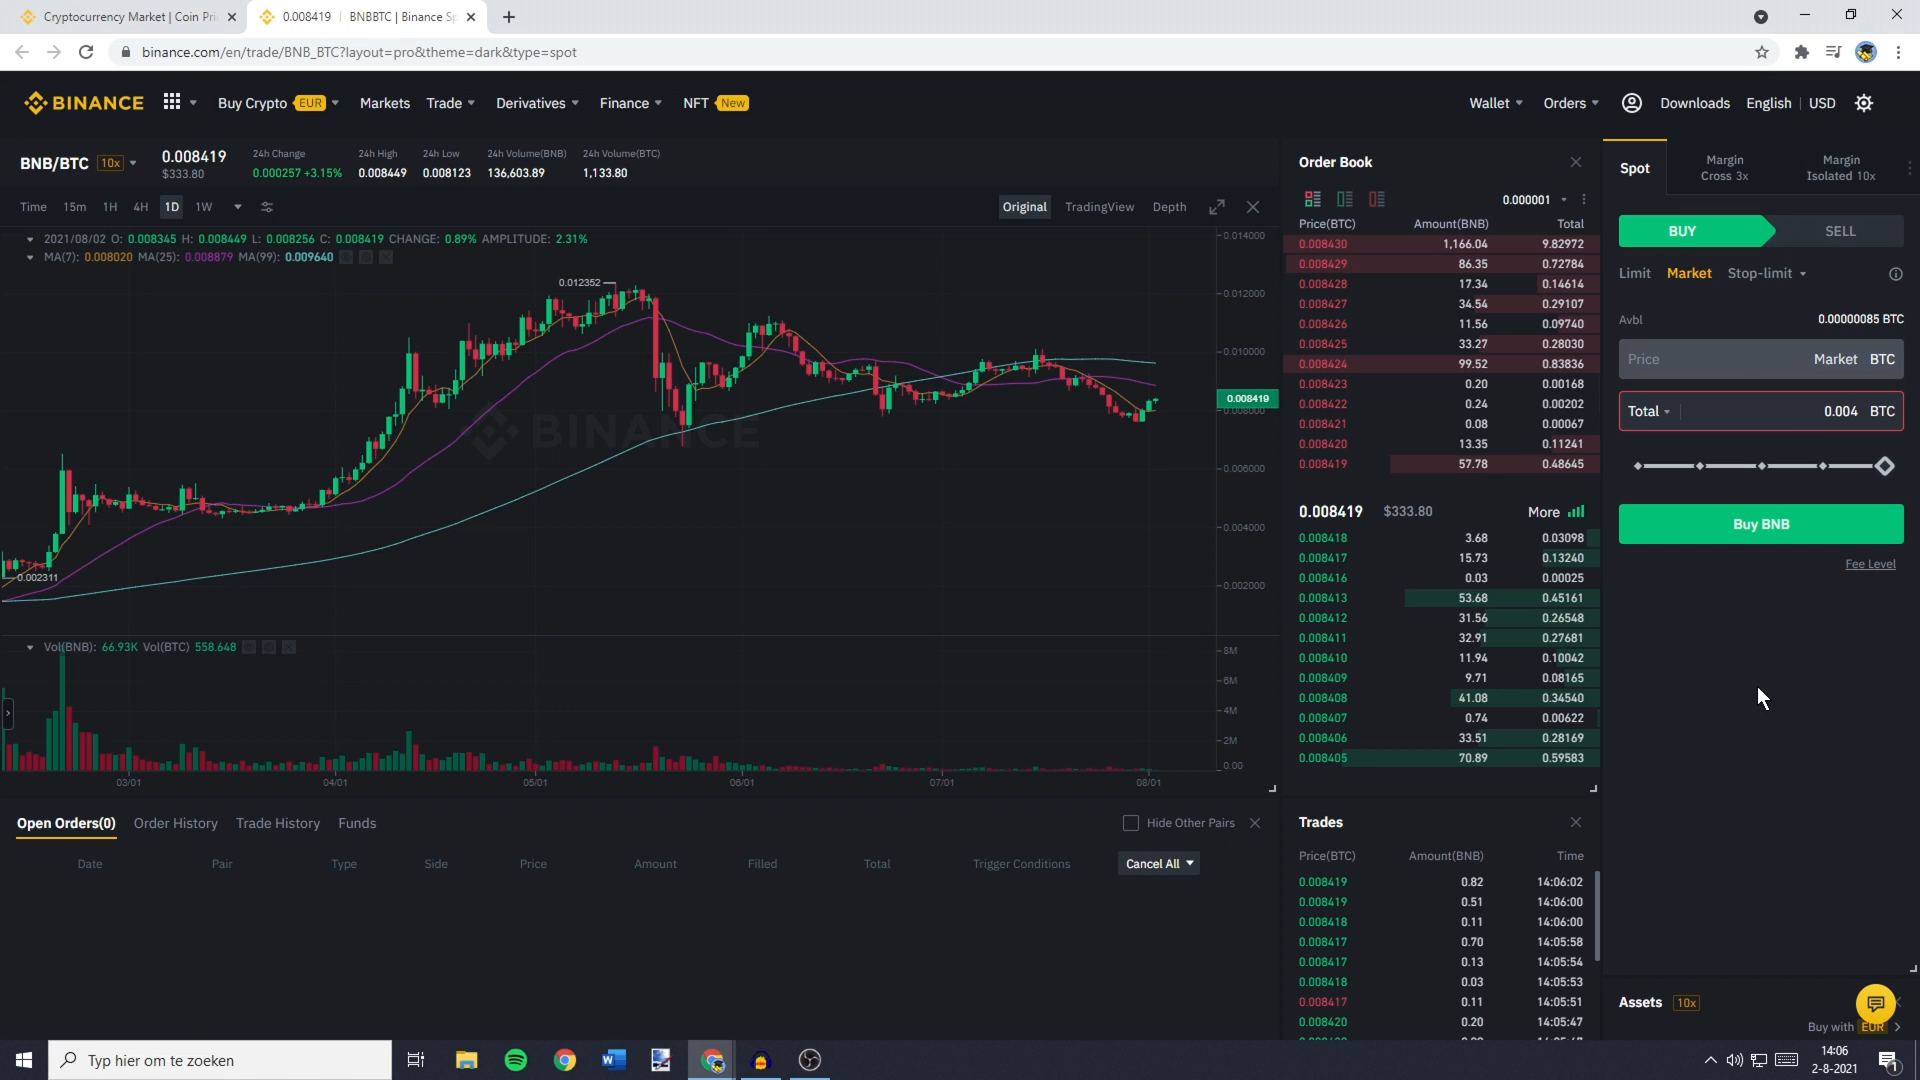 Cryptocurrency Market | Coin Pri
0.008419 | BNBBTC | Binance Sp
binance.com/en/trade/BNB_BTC?layout=pro&theme=dark&type=spot
BINANCE
Buy Crypto EUR
Markets
Trade
Derivatives
Finance
NFT New
Wallet
Orders
Downloads
English | USD
BNB/BTC 10x
0.008419
$333.80
24h Change
0.000257 +3.15%
24h High
0.008449
24h Low
0.008123
24h Volume(BNB)
136,603.89
24h Volume(BTC)
1,133.80
Time 15m 1H 4H 1D 1W
Original TradingView Depth
2021/08/02 O: 0.008345 H: 0.008449 L: 0.008256 C: 0.008419 CHANGE: 0.89% AMPLITUDE: 2.31%
MA(7): 0.008020 MA(25): 0.008879 MA(99): 0.009640
0.014000
0.012352
0.012000
0.010000
0.008419
0.008000
BINANCE
0.006000
0.004000
0.002311
0.002000
Vol(BNB): 66.93K Vol(BTC) 558.648
8M
6M
4M
2M
0.00
03/01 04/01 05/01 06/01 07/01 08/01
Order Book
0.000001
Price(BTC) Amount(BNB) Total
0.008430 1,166.04 9.82972
0.008429 86.35 0.72784
0.008428 17.34 0.14614
0.008427 34.54 0.29107
0.008426 11.56 0.09740
0.008425 33.27 0.28030
0.008424 99.52 0.83836
0.008423 0.20 0.00168
0.008422 0.24 0.00202
0.008421 0.08 0.00067
0.008420 13.35 0.11241
0.008419 57.78 0.48645
0.008419 $333.80 More
0.008418 3.68 0.03098
0.008417 15.73 0.13240
0.008416 0.03 0.00025
0.008413 53.68 0.45161
0.008412 31.56 0.26548
0.008411 32.91 0.27681
0.008410 11.94 0.10042
0.008409 9.71 0.08165
0.008408 41.08 0.34540
0.008407 0.74 0.00622
0.008406 33.51 0.28169
0.008405 70.89 0.59583
Spot
Margin
Cross 3x
Margin
Isolated 10x
BUY SELL
Limit Market Stop-limit
Avbl 0.00000085 BTC
Price Market BTC
Total 0.004 BTC
Buy BNB
Fee Level
Open Orders(0) Order History Trade History Funds
Hide Other Pairs
Date Pair Type Side Price Amount Filled Total Trigger Conditions Cancel All
Trades
Price(BTC) Amount(BNB) Time
0.008419 0.82 14:06:02
0.008419 0.51 14:06:00
0.008418 0.11 14:06:00
0.008417 0.70 14:05:58
0.008417 0.13 14:05:54
0.008418 0.03 14:05:53
0.008417 0.11 14:05:51
0.008420 0.20 14:05:47
Assets 10x
Buy with EUR
Typ hier om te zoeken
14:06
2-8-2021
1